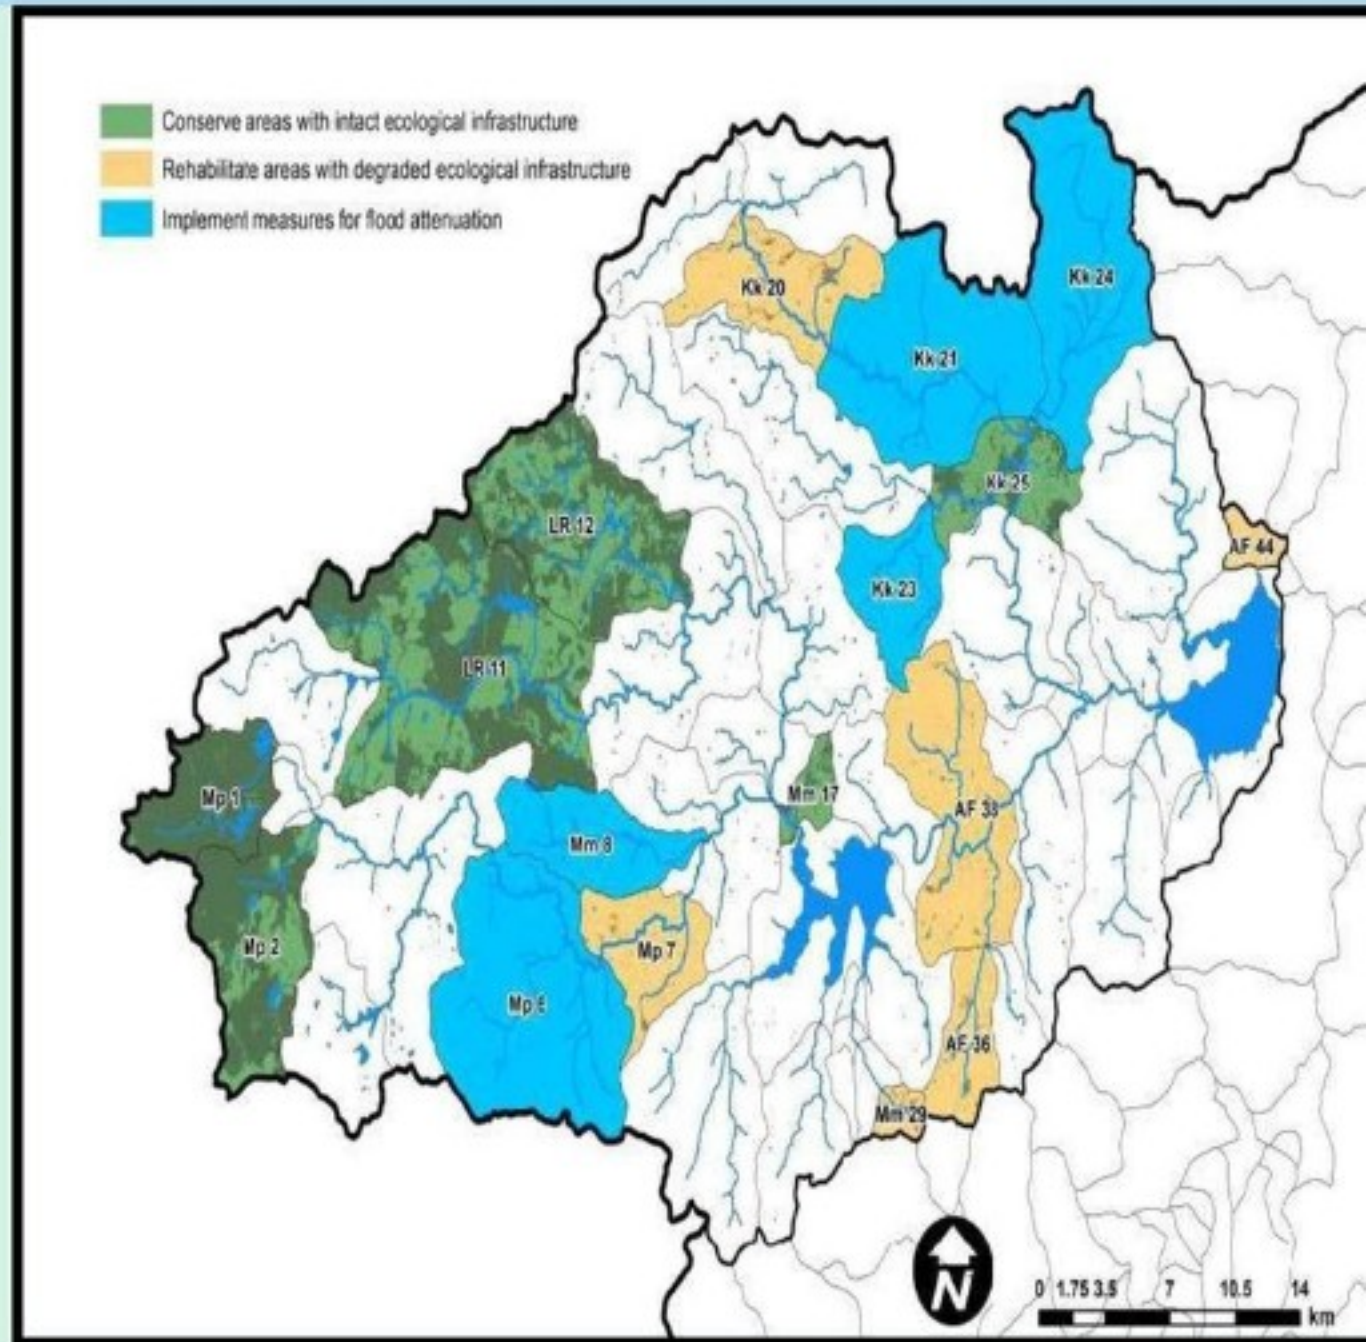 Conserve areas with intact ecological infrastructure
Rehabilitate areas with degraded ecological infrastructure
Implement measures for flood attenuation
Kk 20
Kk 24
Kk 21
Kk 25
LR 12
AF 44
Kk 23
LR 11
Mp 1
Mm 17
AF 38
Mm 8
Mp 2
Mp 7
Mp 6
AF 36
Mm 29
N
0 1.75 3.5 7 10.5 14
km